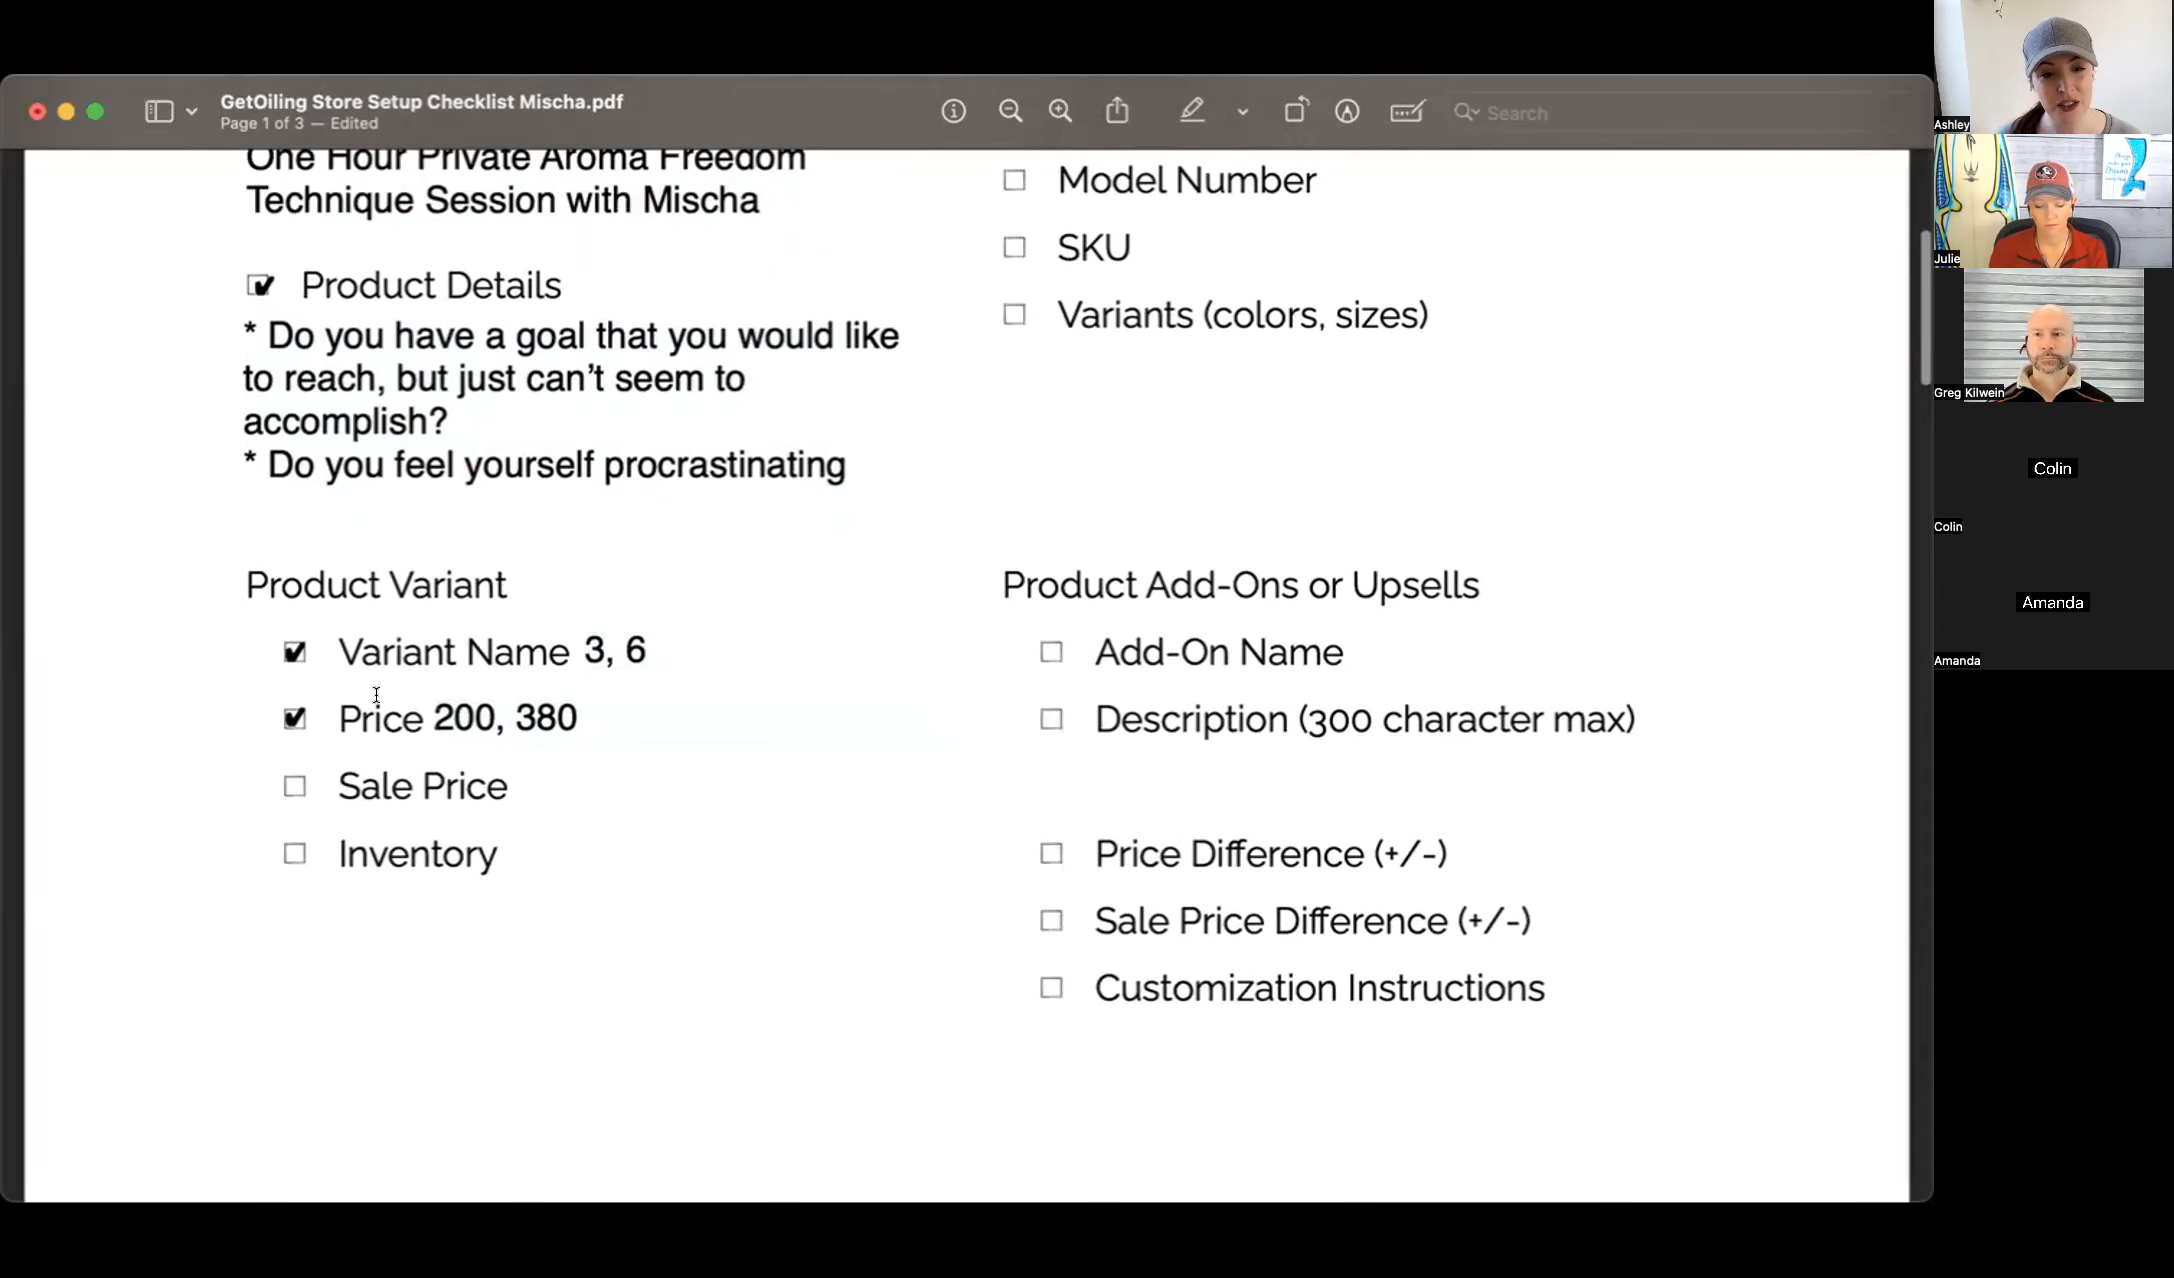 GetOiling Store Setup Checklist Mischa.pdf
Page 1 of 3 — Edited
Search
One Hour Private Aroma Freedom
Technique Session with Mischa
Product Details
* Do you have a goal that you would like
to reach, but just can't seem to
accomplish?
* Do you feel yourself procrastinating
Model Number
SKU
Variants (colors, sizes)
Product Variant
Variant Name 3, 6
Price 200, 380
Sale Price
Inventory
Product Add-Ons or Upsells
Add-On Name
Description (300 character max)
Price Difference (+/-)
Sale Price Difference (+/-)
Customization Instructions
Ashley
Julie
Greg Kilwein
Colin
Colin
Amanda
Amanda